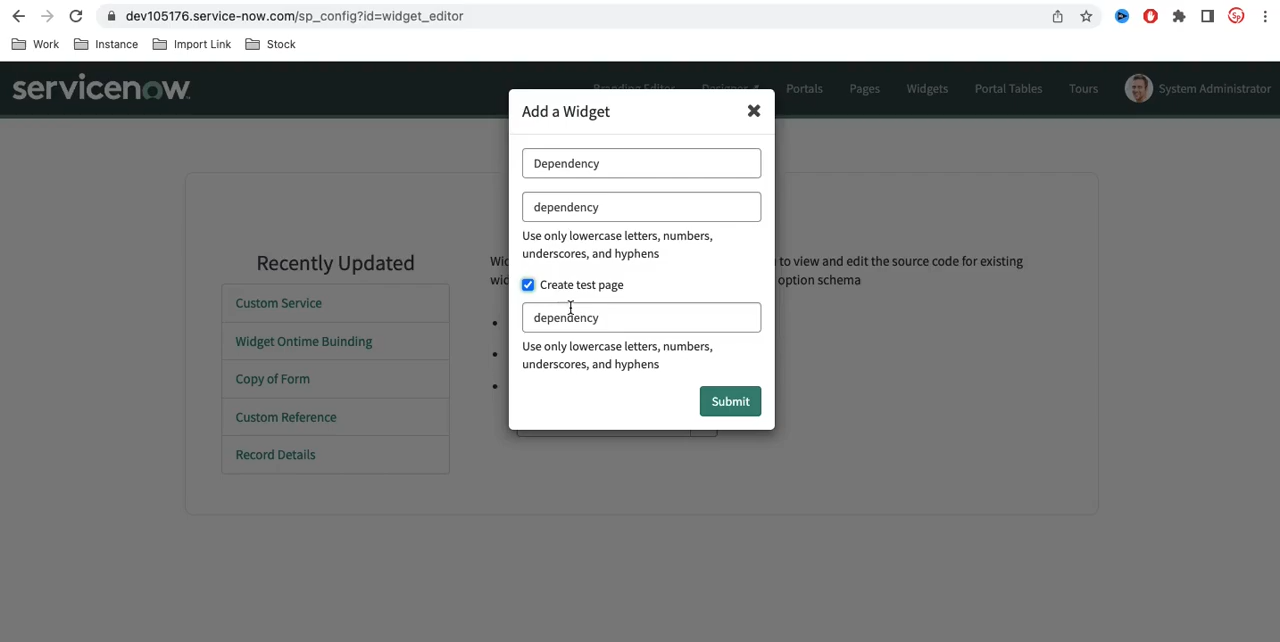 dev105176.service-now.com/sp_config?id=widget_editor
Sp
Work Instance Import Link Stock
servicenow
Portals Pages Widgets Portal Tables Tours System Administrator
Add a Widget
Dependency
dependency
Use only lowercase letters, numbers,
underscores, and hyphens
Create test page
dependency
Use only lowercase letters, numbers,
underscores, and hyphens
Submit
Recently Updated
Custom Service
Widget Ontime Buinding
Copy of Form
Custom Reference
Record Details
to view and edit the source code for existing
option schema